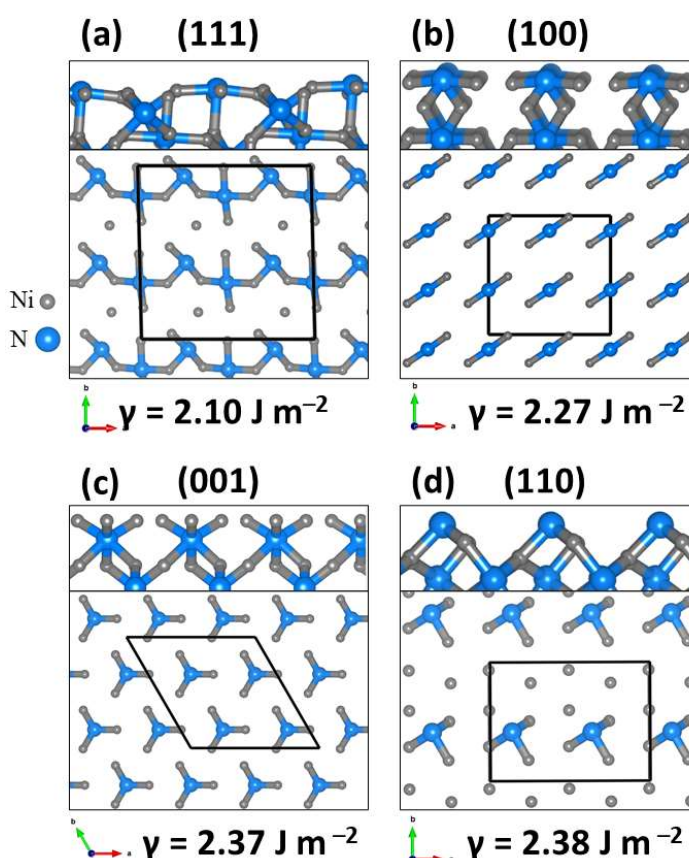 (a) (111)
(b) (100)
Ni
N
b
a
γ = 2.10 J m⁻²
b
a
γ = 2.27 J m⁻²
(c) (001)
(d) (110)
b
a
γ = 2.37 J m⁻²
b
a
γ = 2.38 J m⁻²